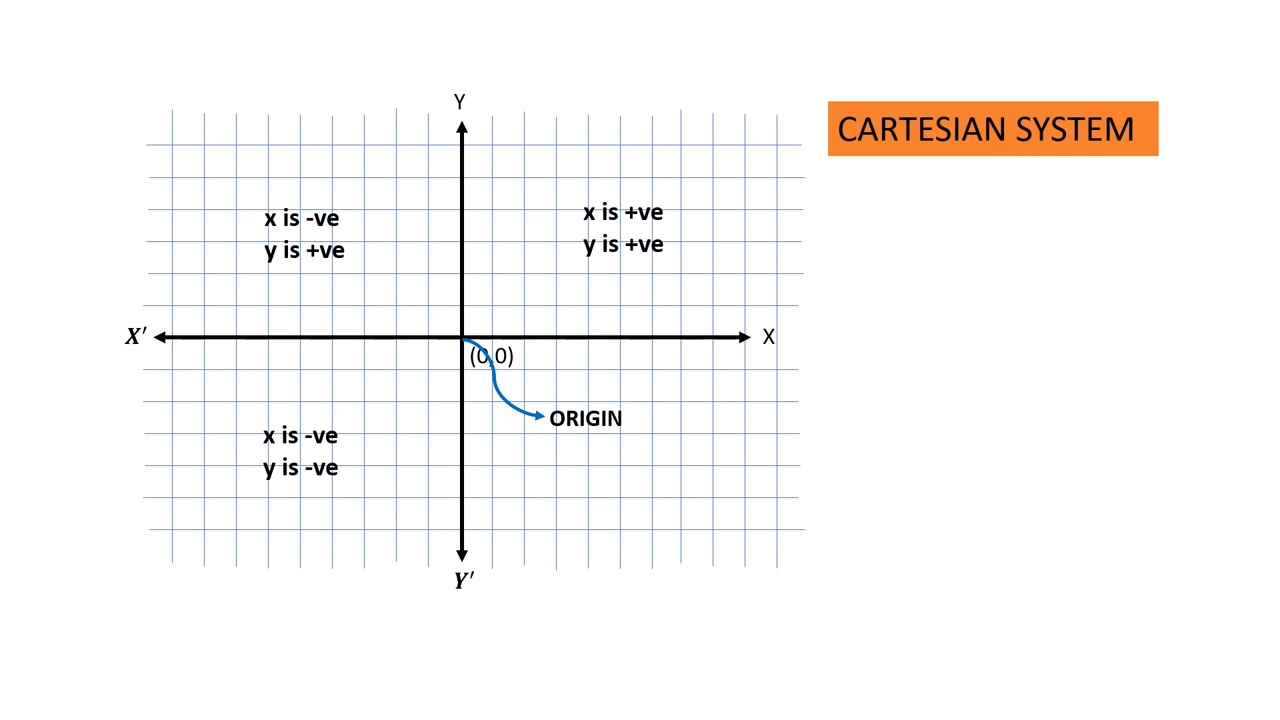 CARTESIAN SYSTEM
Y
x is -ve
y is +ve
x is +ve
y is +ve
X′
X
(0,0)
ORIGIN
x is -ve
y is -ve
Y′